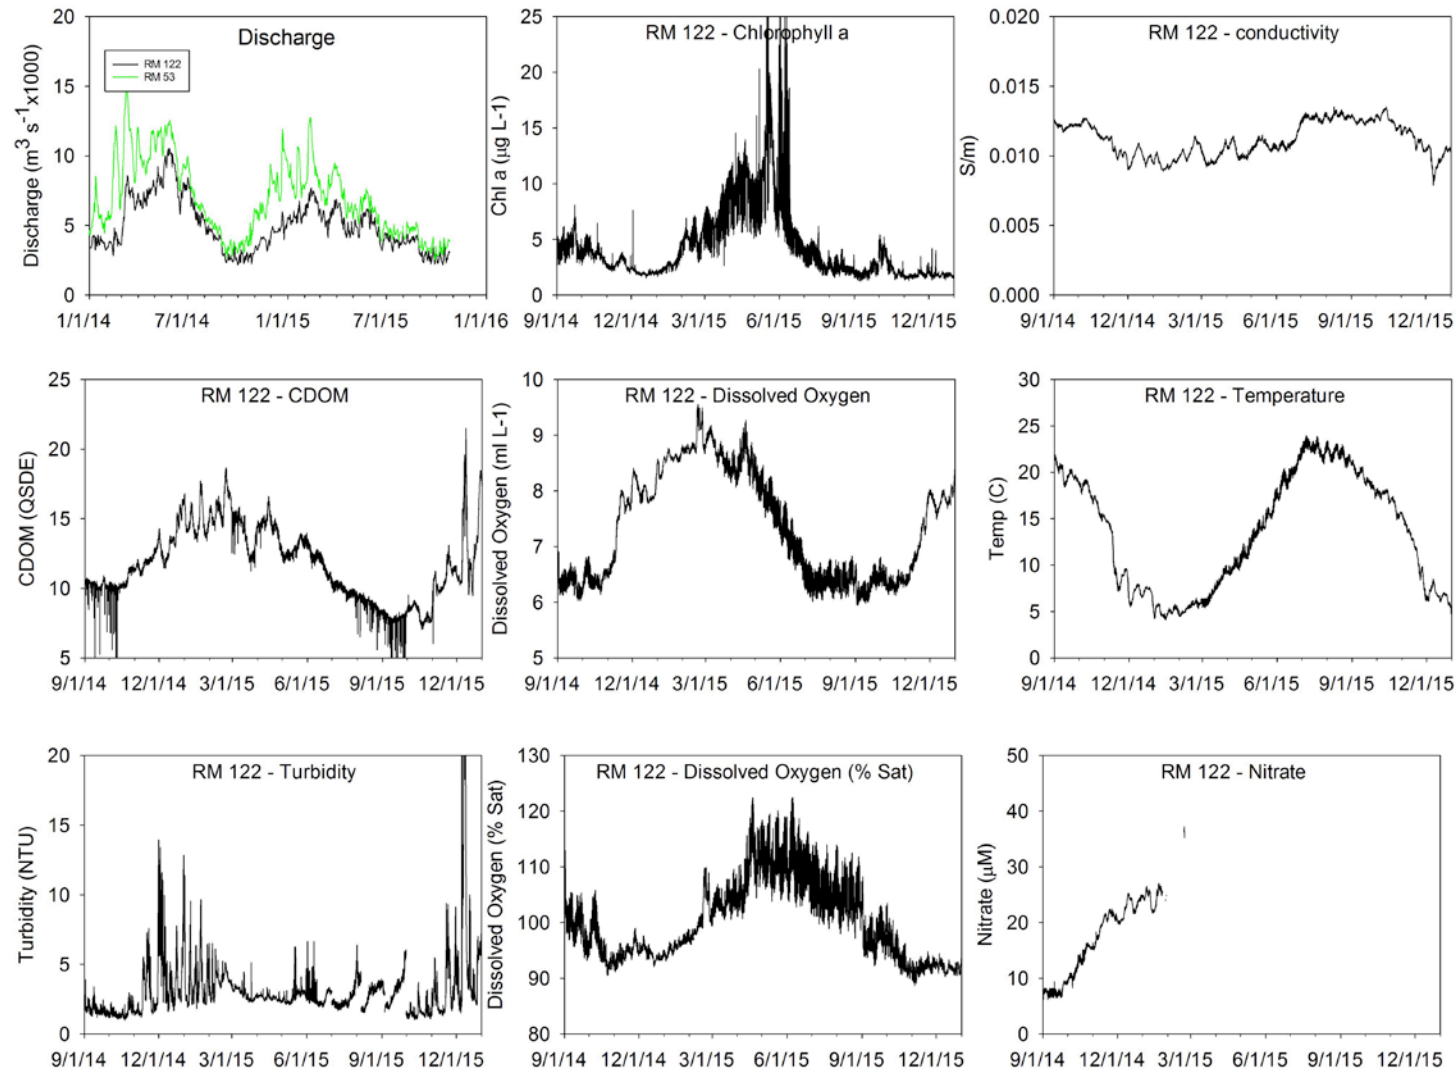 Discharge
RM 122
RM 53
Discharge (m3 s-1x1000)
20
15
10
5
0
1/1/14 7/1/14 1/1/15 7/1/15 1/1/16
RM 122 - Chlorophyll a
Chl a (µg L-1)
25
20
15
10
5
0
9/1/14 12/1/14 3/1/15 6/1/15 9/1/15 12/1/15
RM 122 - conductivity
S/m
0.020
0.015
0.010
0.005
0.000
9/1/14 12/1/14 3/1/15 6/1/15 9/1/15 12/1/15
RM 122 - CDOM
CDOM (QSDE)
25
20
15
10
5
9/1/14 12/1/14 3/1/15 6/1/15 9/1/15 12/1/15
RM 122 - Dissolved Oxygen
Dissolved Oxygen (ml L-1)
10
9
8
7
6
5
9/1/14 12/1/14 3/1/15 6/1/15 9/1/15 12/1/15
RM 122 - Temperature
Temp (C)
30
25
20
15
10
5
0
9/1/14 12/1/14 3/1/15 6/1/15 9/1/15 12/1/15
RM 122 - Turbidity
Turbidity (NTU)
20
15
10
5
0
9/1/14 12/1/14 3/1/15 6/1/15 9/1/15 12/1/15
RM 122 - Dissolved Oxygen (% Sat)
Dissolved Oxygen (% Sat)
130
120
110
100
90
80
9/1/14 12/1/14 3/1/15 6/1/15 9/1/15 12/1/15
RM 122 - Nitrate
Nitrate (µM)
50
40
30
20
10
0
9/1/14 12/1/14 3/1/15 6/1/15 9/1/15 12/1/15